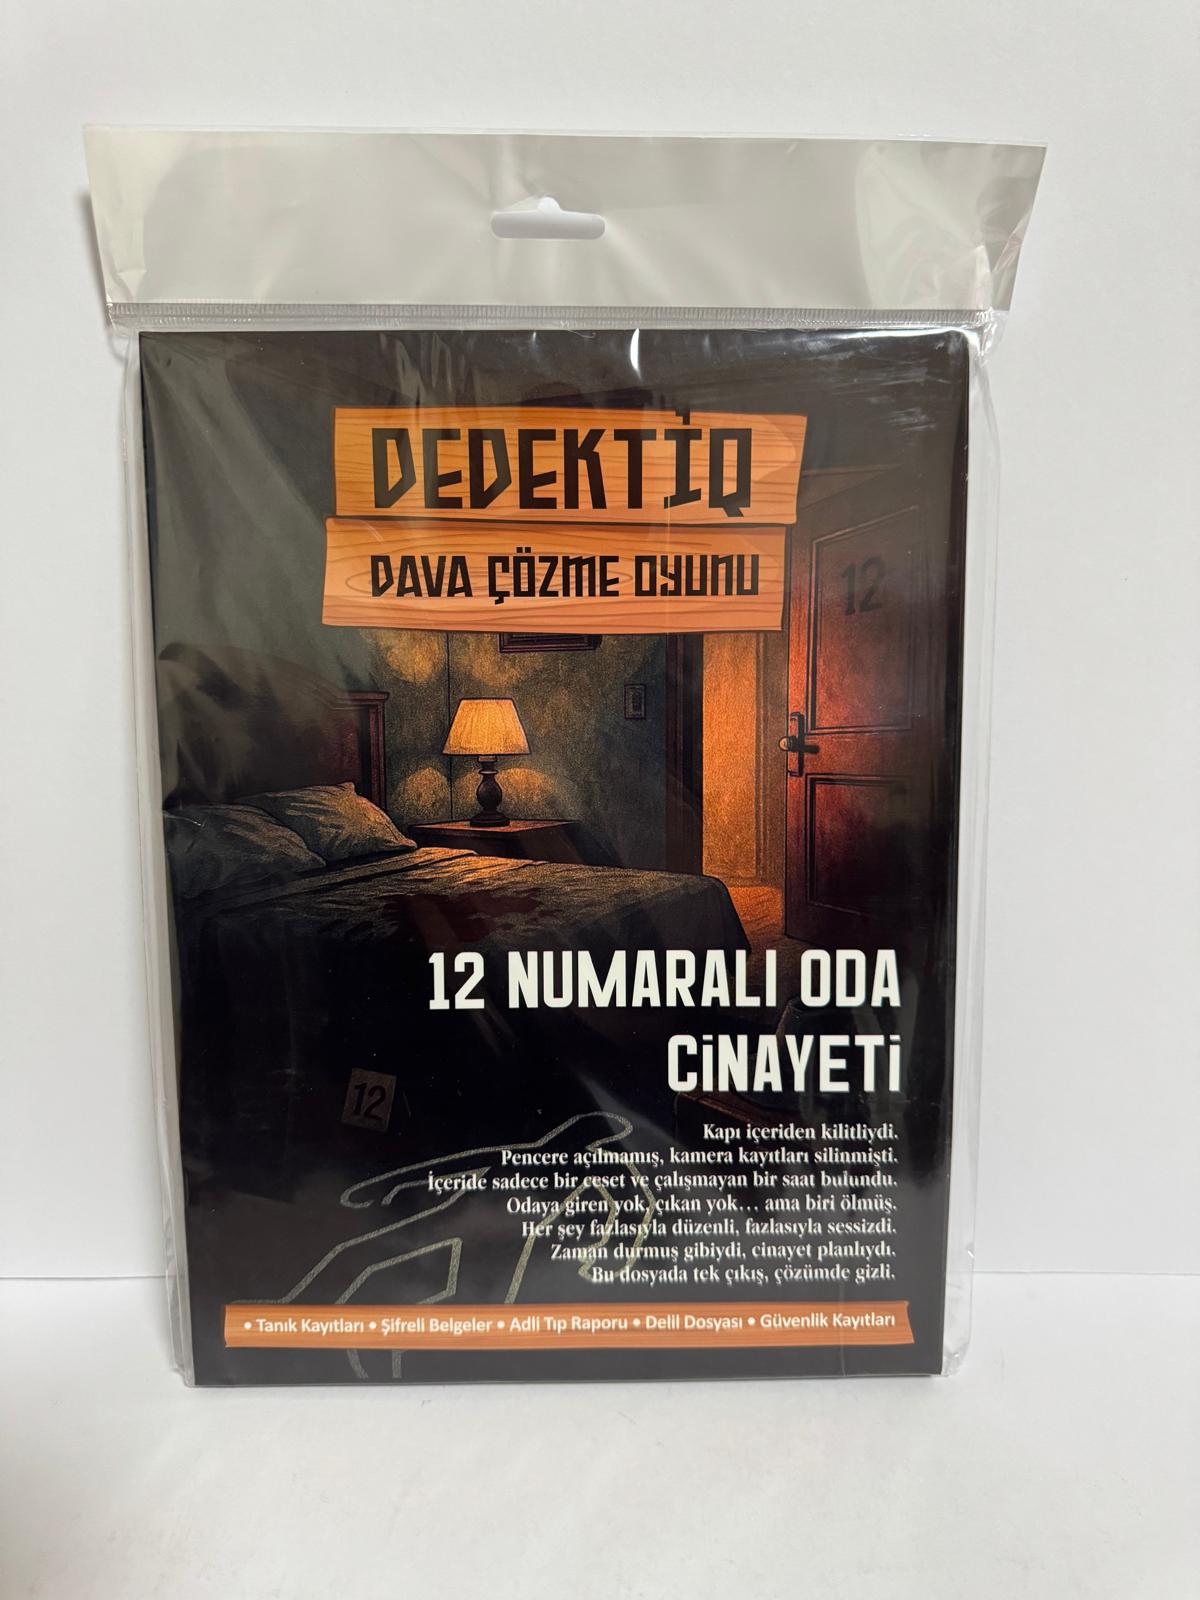 DEDEKTİQ
DAVA ÇÖZME OYUNU
12
12 NUMARALI ODA
CİNAYETİ
12
Kapı içeriden kilitliydi.
Pencere açılmamış, kamera kayıtları silinmişti.
İçeride sadece bir ceset ve çalışmayan bir saat bulundu.
Odaya giren yok, çıkan yok… ama biri ölmüş.
Her şey fazlasıyla düzenli, fazlasıyla sessizdi.
Zaman durmuş gibiydi, cinayet planlıydı.
Bu dosyada tek çıkış, çözümde gizli.
• Tanık Kayıtları • Şifreli Belgeler • Adli Tıp Raporu • Delil Dosyası • Güvenlik Kayıtları